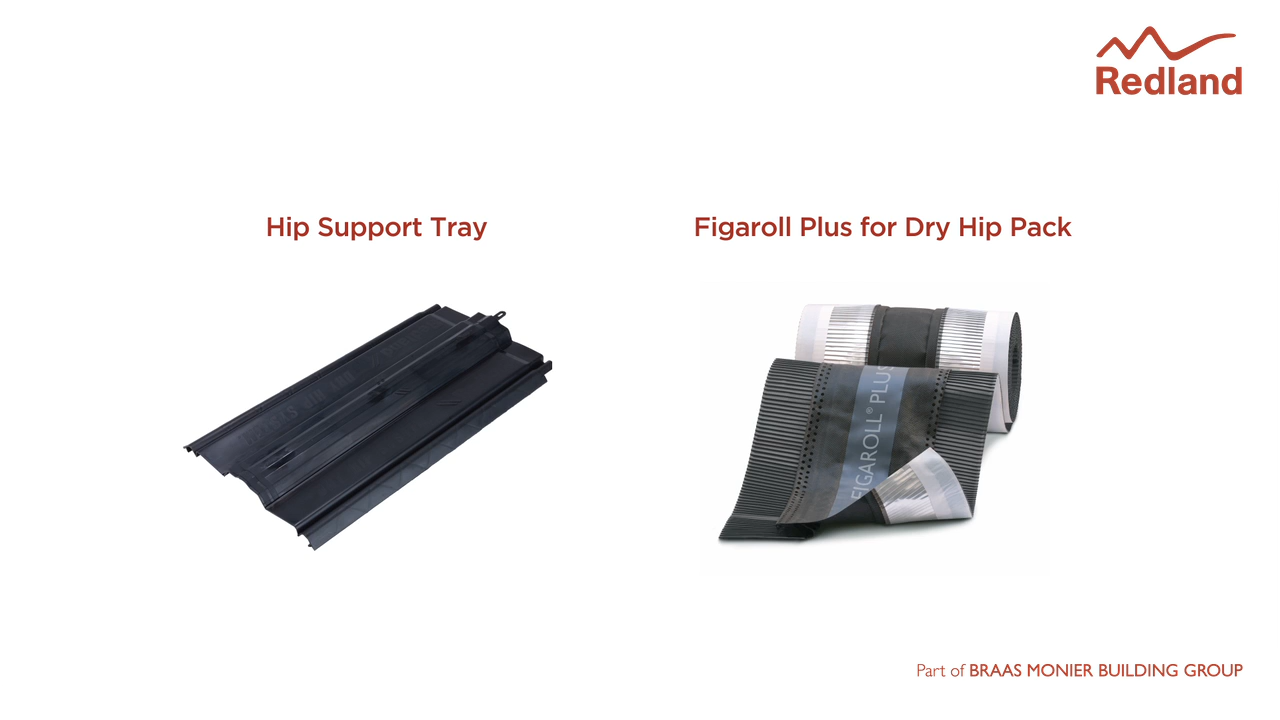 Redland
Hip Support Tray
Figaroll Plus for Dry Hip Pack
FIGAROLL® PLUS
Part of BRAAS MONIER BUILDING GROUP